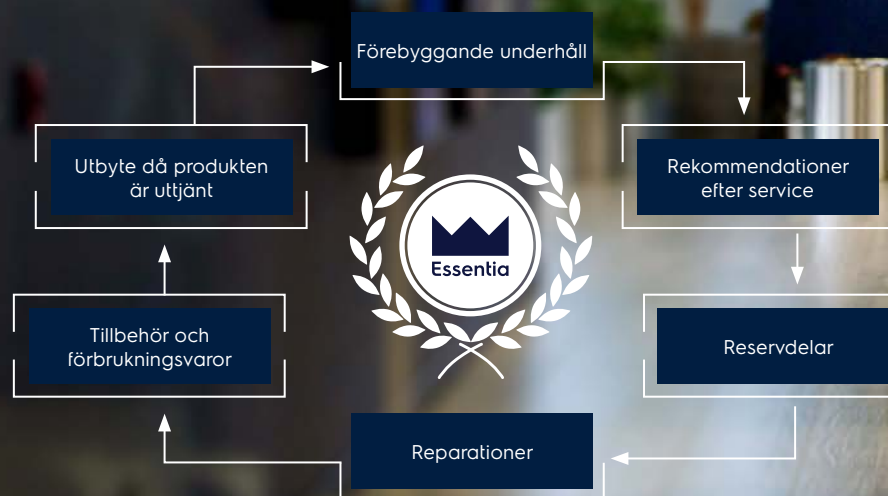 Förebyggande underhåll
Rekommendationer
efter service
Reservdelar
Reparationer
Tillbehör och
förbrukningsvaror
Utbyte då produkten
är uttjänt
Essentia